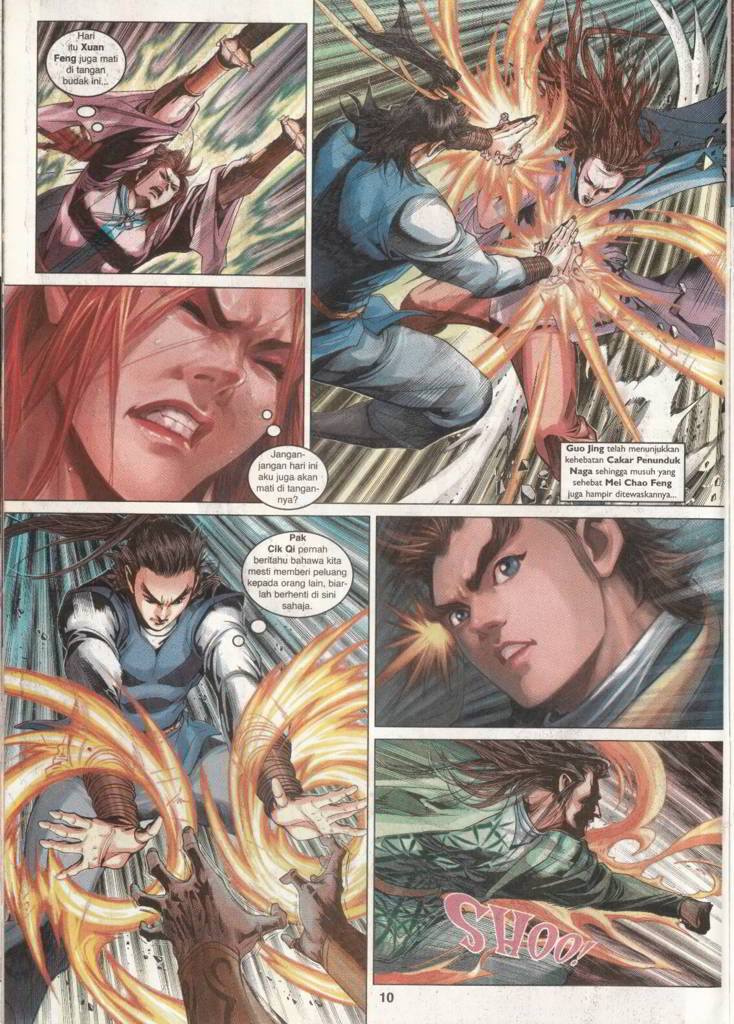 Hari
itu Xuan
Feng juga mati
di tangan
budak ini...
Jangan-
jangan hari ini
aku juga akan
mati di tangan-
nya?
Guo Jing telah menunjukkan
kehebatan Cakar Penunduk
Naga sehingga musuh yang
sehebat Mei Chao Feng
juga hampir ditewaskannya...
Pak
Cik Qi pernah
beritahu bahawa kita
mesti memberi peluang
kepada orang lain, biar-
lah berhenti di sini
sahaja.
SHOO!
10